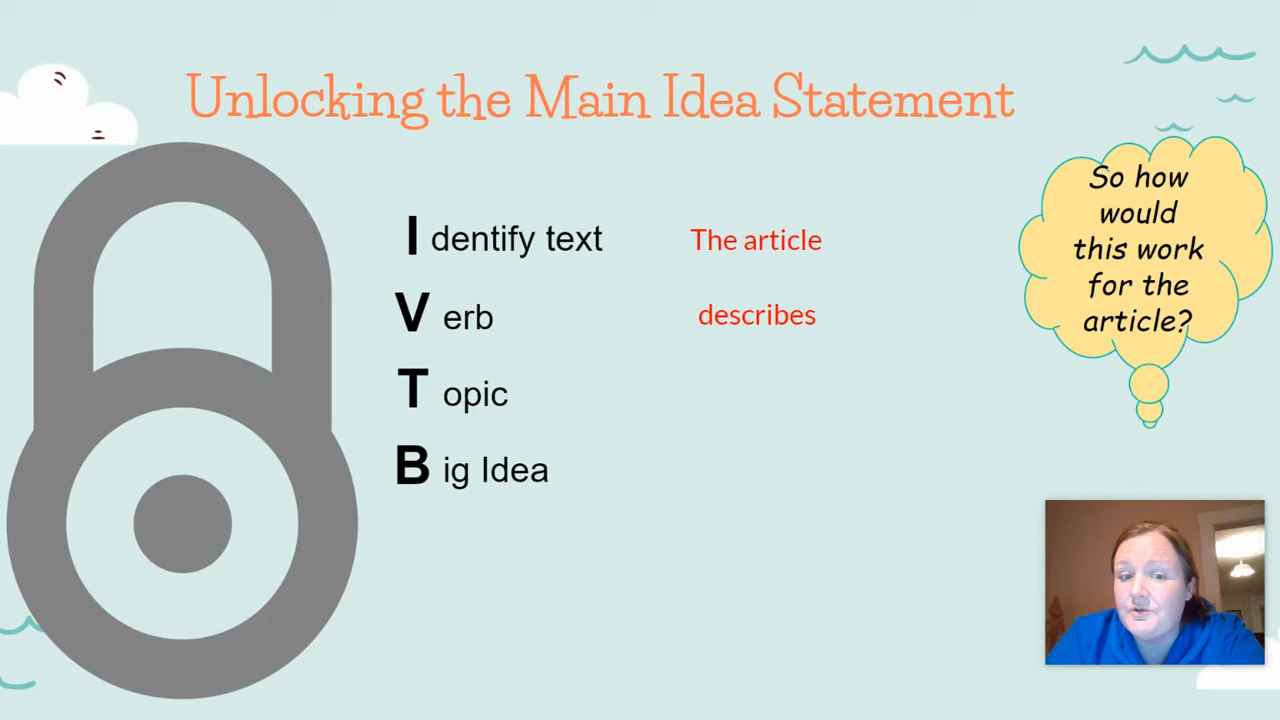 Unlocking the Main Idea Statement
I dentify text
The article
V erb
describes
T opic
B ig Idea
So how
would
this work
for the
article?